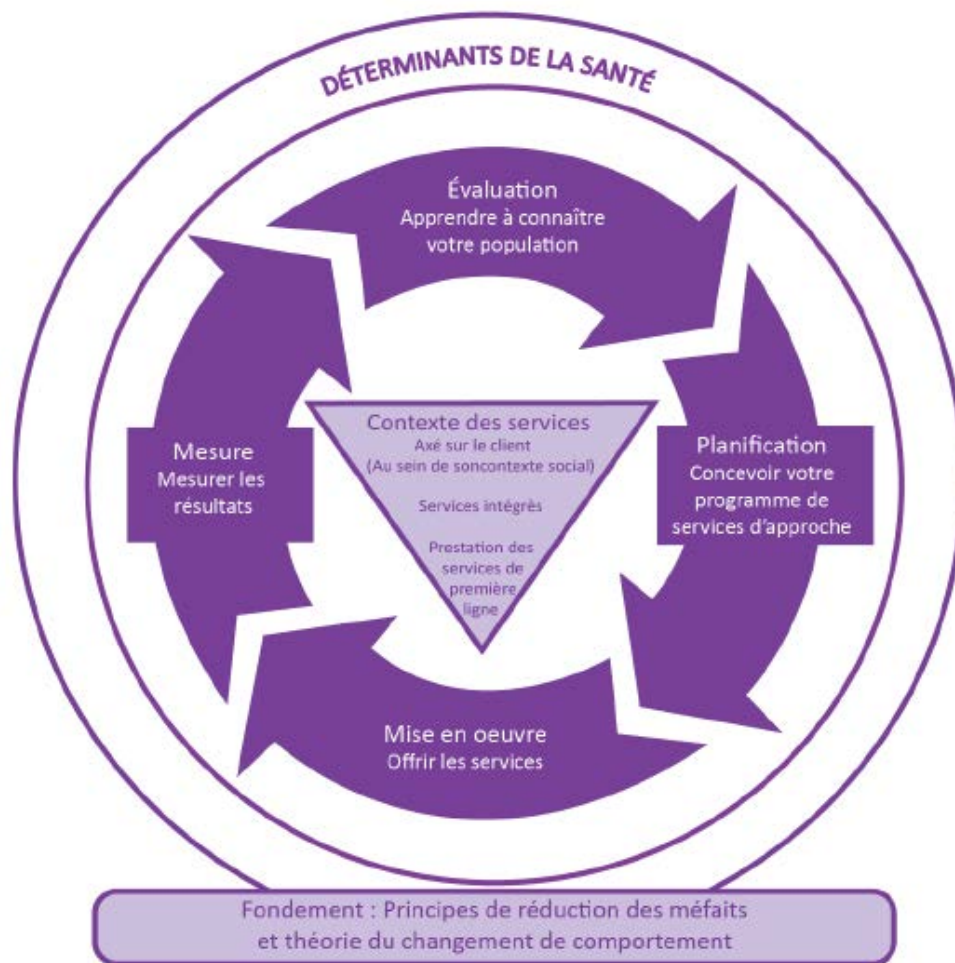 DÉTERMINANTS DE LA SANTÉ
Évaluation
Apprendre à connaître
votre population
Planification
Concevoir votre
programme de
services d'approche
Mise en oeuvre
Offrir les services
Mesure
Mesurer les
résultats
Contexte des services
Axé sur le client
(Au sein de soncontexte social)
Services intégrès
Prestation des
services de
première
ligne
Fondement : Principes de réduction des méfaits
et théorie du changement de comportement